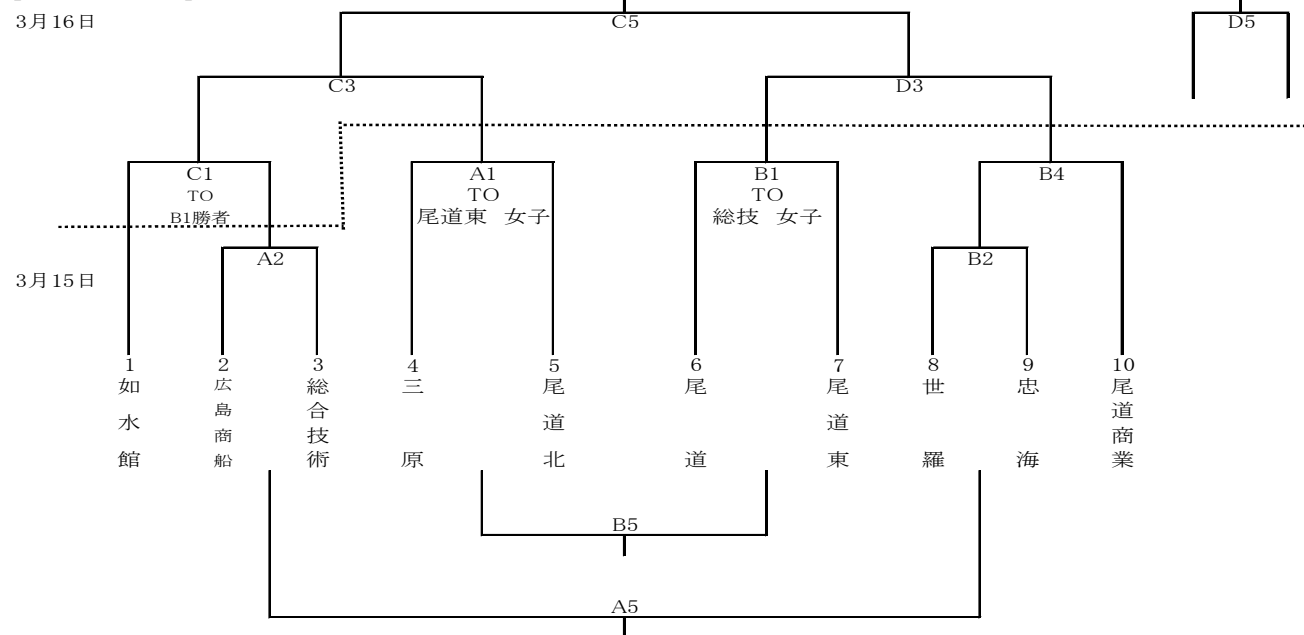 3月16日
C5
D5
C3
D3
C1
TO
B1勝者
A1
TO
尾道東 女子
B1
TO
総技 女子
B4
A2
B2
3月15日
1
2
3
4
5
6
7
8
9
10
如水館
広島商船
総合技術
三原
尾道北
尾道
尾道東
世羅
忠海
尾道商業
B5
A5